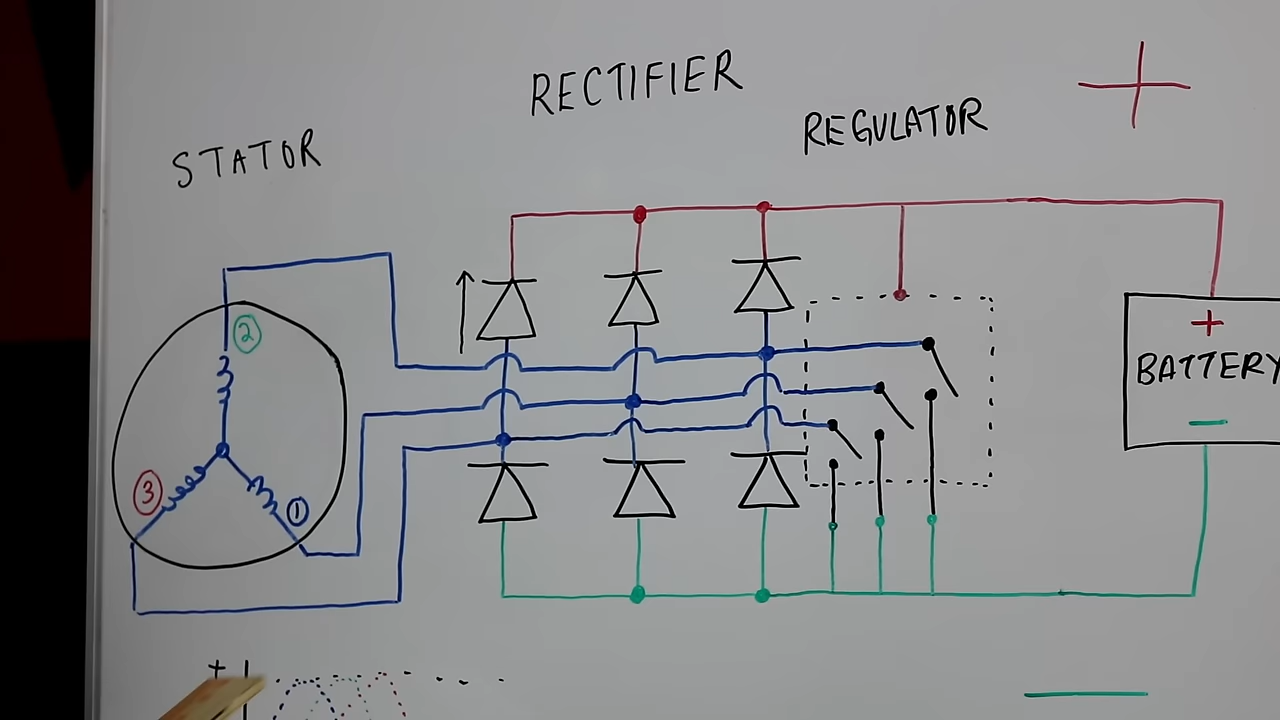 RECTIFIER
REGULATOR
STATOR
+
BATTERY
-
2
3
1
+